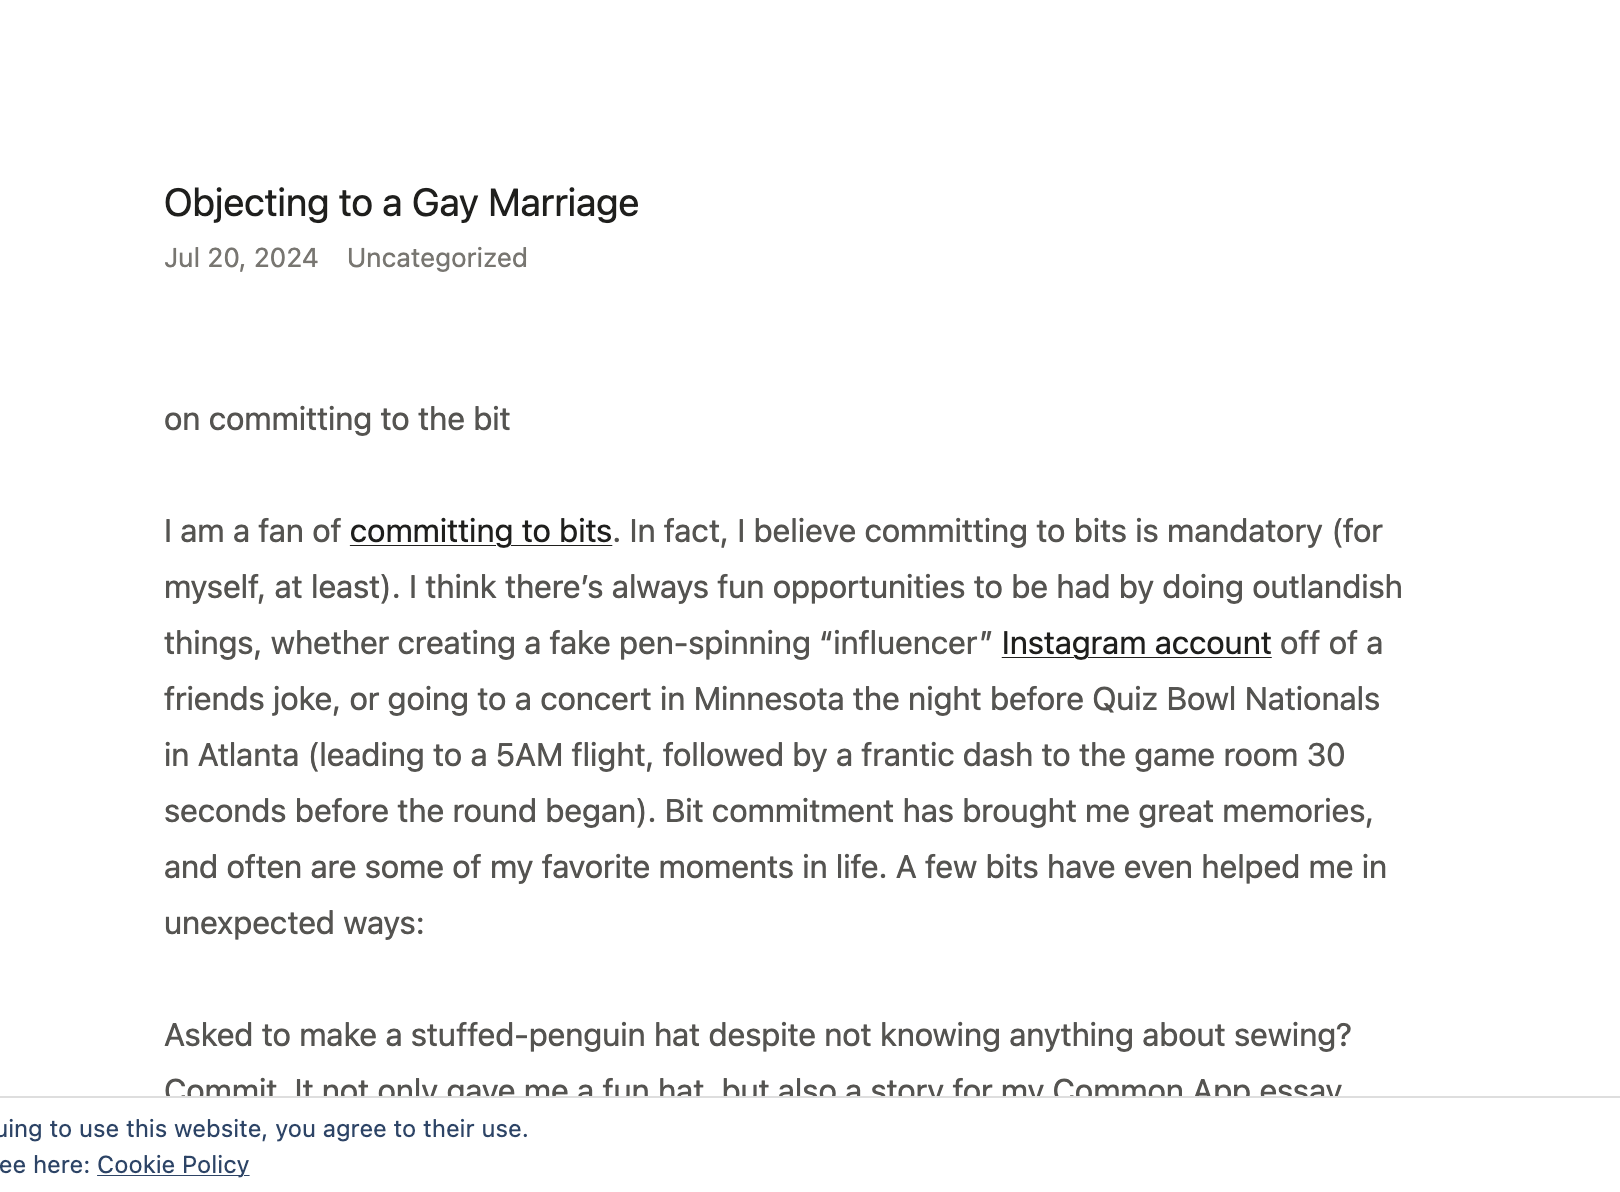 Objecting to a Gay Marriage
Jul 20, 2024 Uncategorized
on committing to the bit
I am a fan of committing to bits. In fact, I believe committing to bits is mandatory (for
myself, at least). I think there’s always fun opportunities to be had by doing outlandish
things, whether creating a fake pen-spinning “influencer” Instagram account off of a
friends joke, or going to a concert in Minnesota the night before Quiz Bowl Nationals
in Atlanta (leading to a 5AM flight, followed by a frantic dash to the game room 30
seconds before the round began). Bit commitment has brought me great memories,
and often are some of my favorite moments in life. A few bits have even helped me in
unexpected ways:
Asked to make a stuffed-penguin hat despite not knowing anything about sewing?
Commit. It not only gave me a fun hat, but also a story for my Common App essay
uing to use this website, you agree to their use.
ee here: Cookie Policy